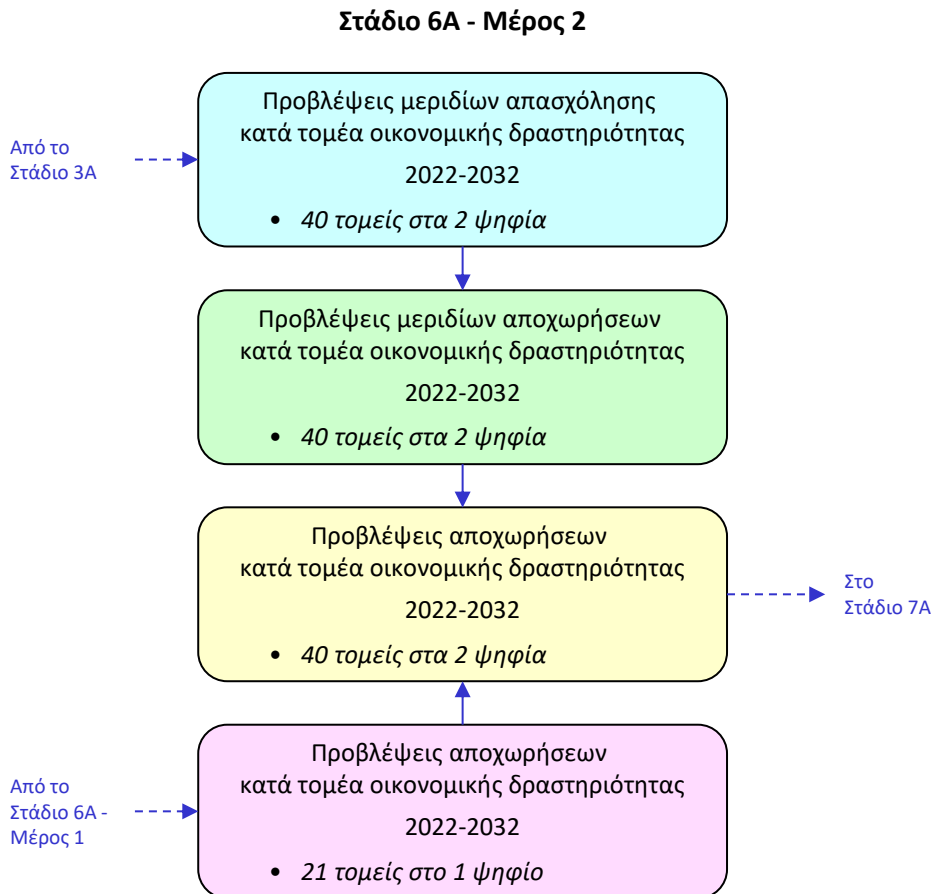 Στάδιο 6Α - Μέρος 2
Προβλέψεις μεριδίων απασχόλησης
κατά τομέα οικονομικής δραστηριότητας
2022-2032
• 40 τομείς στα 2 ψηφία
Από το
Στάδιο 3Α
Προβλέψεις μεριδίων αποχωρήσεων
κατά τομέα οικονομικής δραστηριότητας
2022-2032
• 40 τομείς στα 2 ψηφία
Προβλέψεις αποχωρήσεων
κατά τομέα οικονομικής δραστηριότητας
2022-2032
• 40 τομείς στα 2 ψηφία
Στο
Στάδιο 7Α
Προβλέψεις αποχωρήσεων
κατά τομέα οικονομικής δραστηριότητας
2022-2032
• 21 τομείς στο 1 ψηφίο
Από το
Στάδιο 6Α -
Μέρος 1